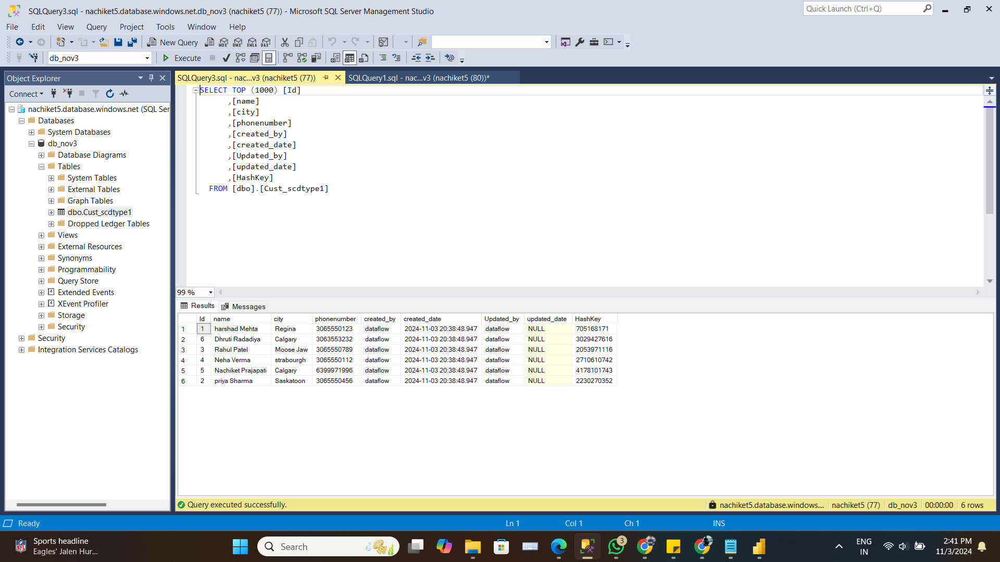 SQLQuery3.sql - nachiket5.database.windows.net.db_nov3 (nachiket5 (77)) - Microsoft SQL Server Management Studio
Quick Launch (Ctrl+Q)
File Edit View Query Project Tools Window Help
New Query MDX DMX XMLA DAX
db_nov3 Execute
Object Explorer
Connect
nachiket5.database.windows.net (SQL Ser
Databases
System Databases
db_nov3
Database Diagrams
Tables
System Tables
External Tables
Graph Tables
dbo.Cust_scdtype1
Dropped Ledger Tables
Views
External Resources
Synonyms
Programmability
Query Store
Extended Events
XEvent Profiler
Storage
Security
Security
Integration Services Catalogs
SQLQuery3.sql - nac...v3 (nachiket5 (77)) SQLQuery1.sql - nac...v3 (nachiket5 (80))*
SELECT TOP (1000) [Id]
,[name]
,[city]
,[phonenumber]
,[created_by]
,[created_date]
,[Updated_by]
,[updated_date]
,[HashKey]
FROM [dbo].[Cust_scdtype1]
99 %
Results Messages
Id name city phonenumber created_by created_date Updated_by updated_date HashKey
1 1 harshad Mehta Regina 3065550123 dataflow 2024-11-03 20:38:48.947 dataflow NULL 705168171
2 6 Dhruti Radadiya Calgary 3063553232 dataflow 2024-11-03 20:38:48.947 dataflow NULL 3029427616
3 3 Rahul Patel Moose Jaw 3065550789 dataflow 2024-11-03 20:38:48.947 dataflow NULL 2053971116
4 4 Neha Verma strabourgh 3065550112 dataflow 2024-11-03 20:38:48.947 dataflow NULL 2710610742
5 5 Nachiket Prajapati Calgary 6399971996 dataflow 2024-11-03 20:38:48.947 dataflow NULL 4178101743
6 2 priya Sharma Saskatoon 3065550456 dataflow 2024-11-03 20:38:48.947 dataflow NULL 2230270352
Query executed successfully. nachiket5.database.windows.... nachiket5 (77) db_nov3 00:00:00 6 rows
Ready Ln 1 Col 1 Ch 1 INS
Sports headline
Eagles' Jalen Hur...
Search
3
ENG
IN
2:41 PM
11/3/2024